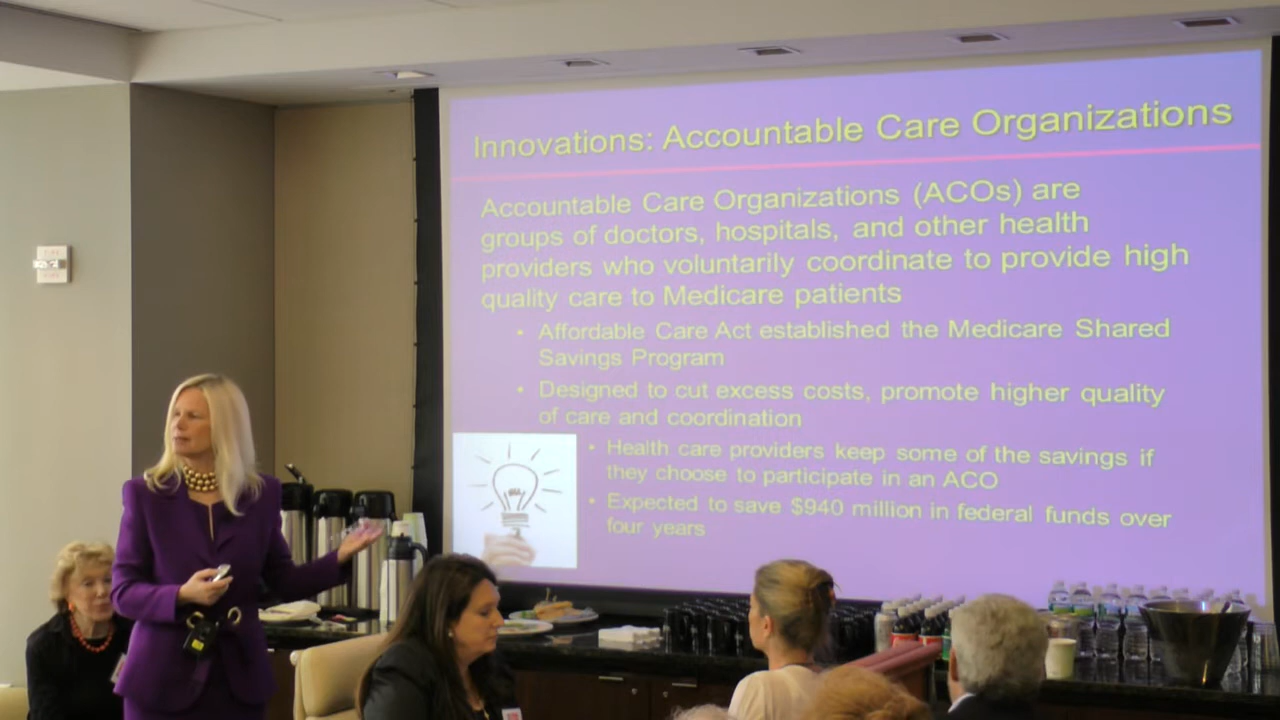 Innovations: Accountable Care Organizations
Accountable Care Organizations (ACOs) are
groups of doctors, hospitals, and other health
providers who voluntarily coordinate to provide high
quality care to Medicare patients
• Affordable Care Act established the Medicare Shared
Savings Program
• Designed to cut excess costs, promote higher quality
of care and coordination
• Health care providers keep some of the savings if
they choose to participate in an ACO
• Expected to save $940 million in federal funds over
four years